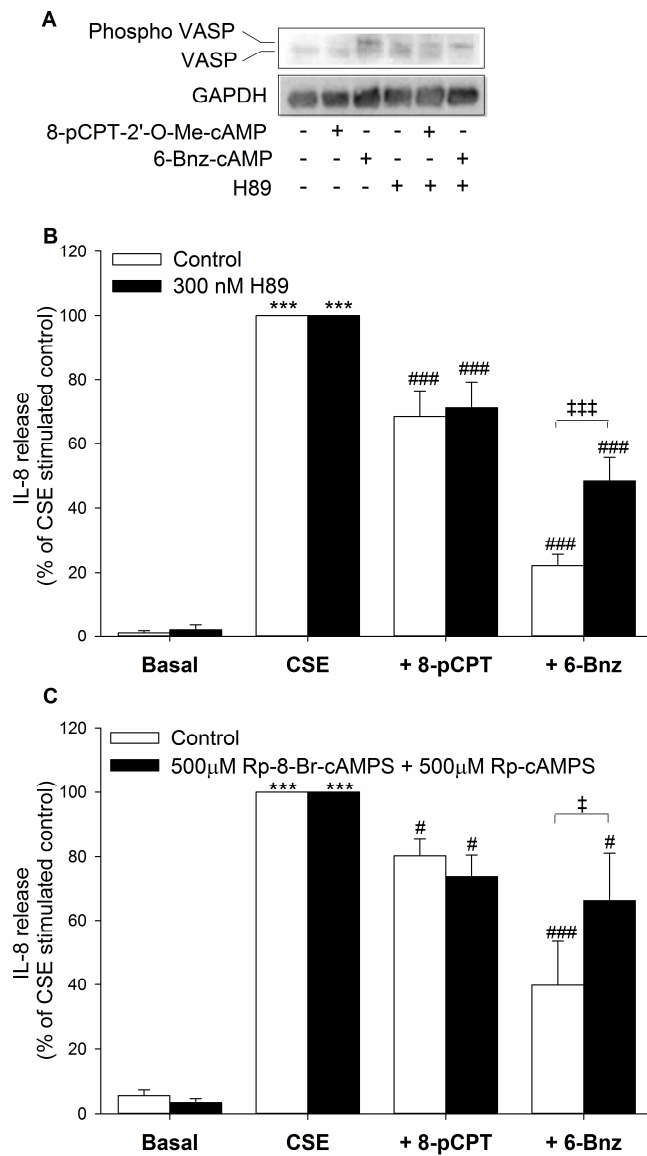 A
Phospho VASP
VASP
GAPDH
8-pCPT-2'-O-Me-cAMP - + - - + -
6-Bnz-cAMP - - + - - +
H89 - - - + + +
B
120
100
80
60
40
20
0
IL-8 release
(% of CSE stimulated control)
Control
300 nM H89
*** ***
### ###
‡‡‡
### ###
Basal CSE + 8-pCPT + 6-Bnz
C
120
100
80
60
40
20
0
IL-8 release
(% of CSE stimulated control)
Control
500µM Rp-8-Br-cAMPS + 500µM Rp-cAMPS
*** ***
# #
‡
### #
Basal CSE + 8-pCPT + 6-Bnz